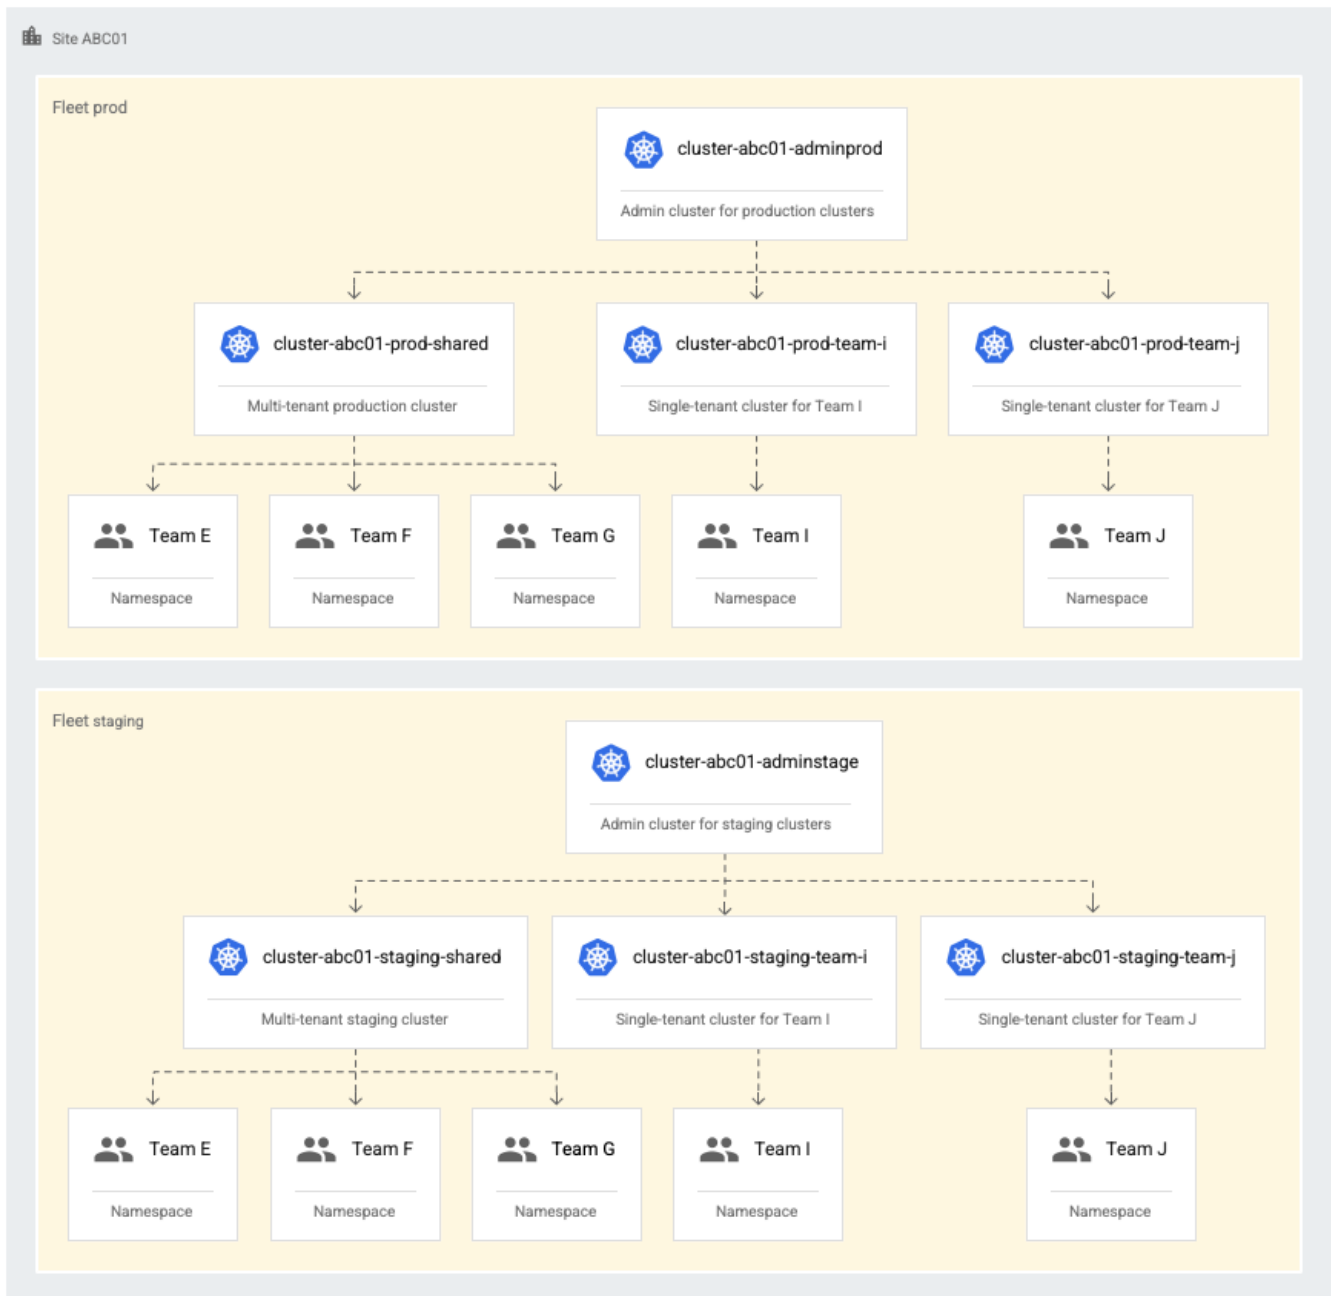 Site ABC01
Fleet prod
cluster-abc01-adminprod
Admin cluster for production clusters
cluster-abc01-prod-shared
Multi-tenant production cluster
cluster-abc01-prod-team-i
Single-tenant cluster for Team I
cluster-abc01-prod-team-j
Single-tenant cluster for Team J
Team E
Namespace
Team F
Namespace
Team G
Namespace
Team I
Namespace
Team J
Namespace
Fleet staging
cluster-abc01-adminstage
Admin cluster for staging clusters
cluster-abc01-staging-shared
Multi-tenant staging cluster
cluster-abc01-staging-team-i
Single-tenant cluster for Team I
cluster-abc01-staging-team-j
Single-tenant cluster for Team J
Team E
Namespace
Team F
Namespace
Team G
Namespace
Team I
Namespace
Team J
Namespace